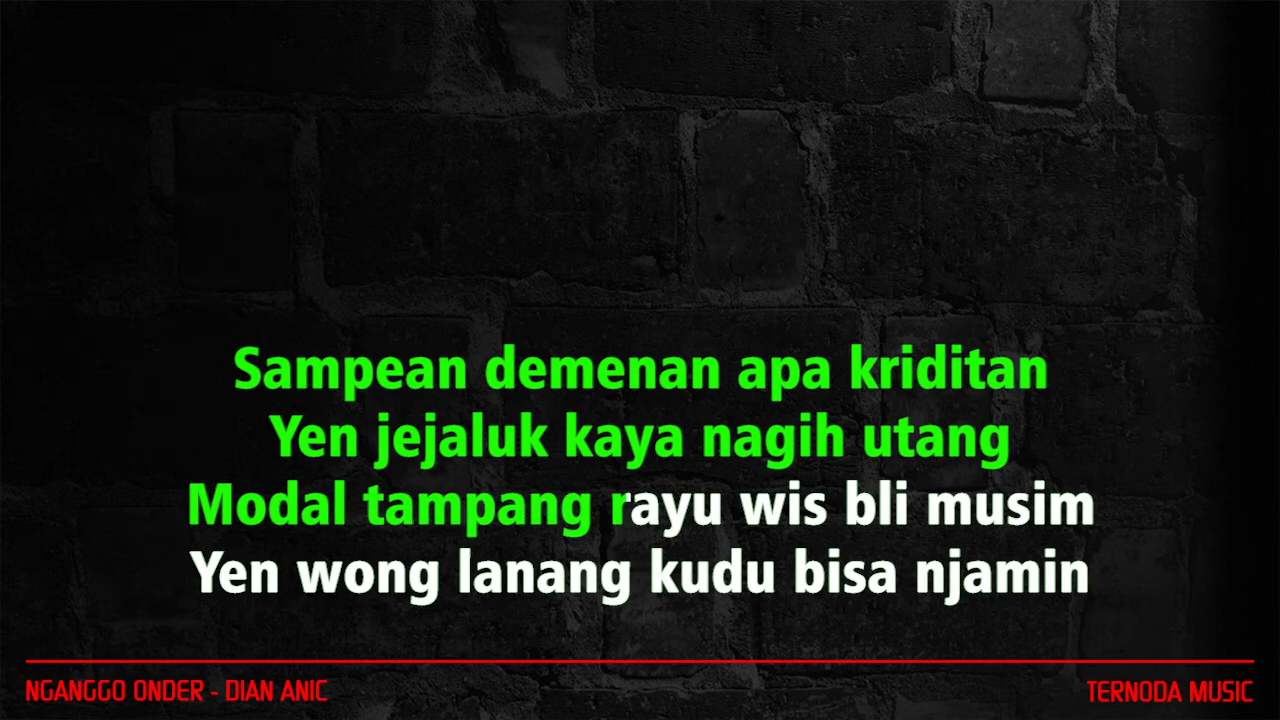 Sampean demenan apa kriditan
Yen jejaluk kaya nagih utang
Modal tampang rayu wis bli musim
Yen wong lanang kudu bisa njamin
NGANGGO ONDER - DIAN ANIC
TERNODA MUSIC